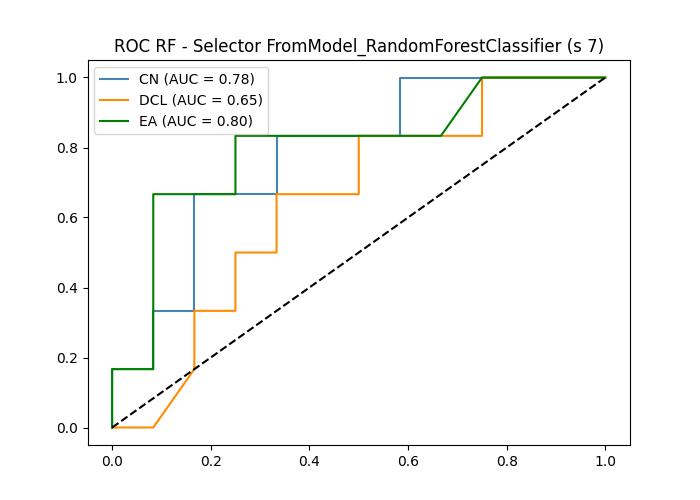 ROC RF - Selector FromModel_RandomForestClassifier (s 7)
CN (AUC = 0.78)
DCL (AUC = 0.65)
EA (AUC = 0.80)
1.0
0.8
0.6
0.4
0.2
0.0
0.0 0.2 0.4 0.6 0.8 1.0